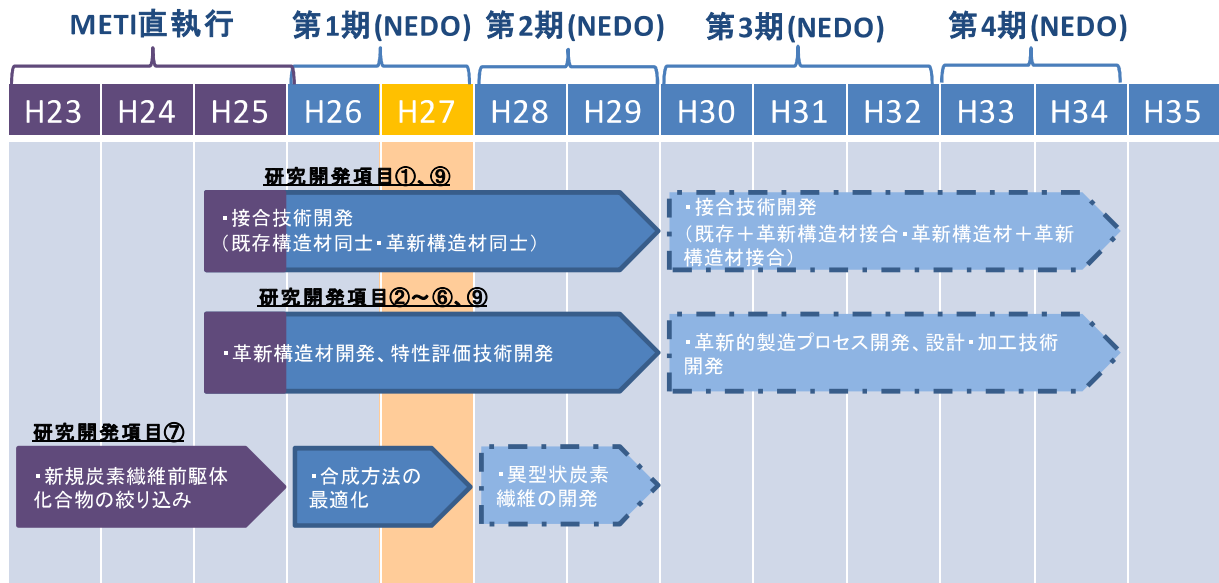 METI直執行 第1期(NEDO) 第2期(NEDO) 第3期(NEDO) 第4期(NEDO)
H23 H24 H25 H26 H27 H28 H29 H30 H31 H32 H33 H34 H35
研究開発項目①、⑨
・接合技術開発
（既存構造材同士・革新構造材同士）
・接合技術開発
（既存＋革新構造材接合・革新構造材＋革新
構造材接合）
研究開発項目②～⑥、⑨
・革新構造材開発、特性評価技術開発
・革新的製造プロセス開発、設計・加工技術
開発
研究開発項目⑦
・新規炭素繊維前駆体
化合物の絞り込み
・合成方法の
最適化
・異型状炭素
繊維の開発